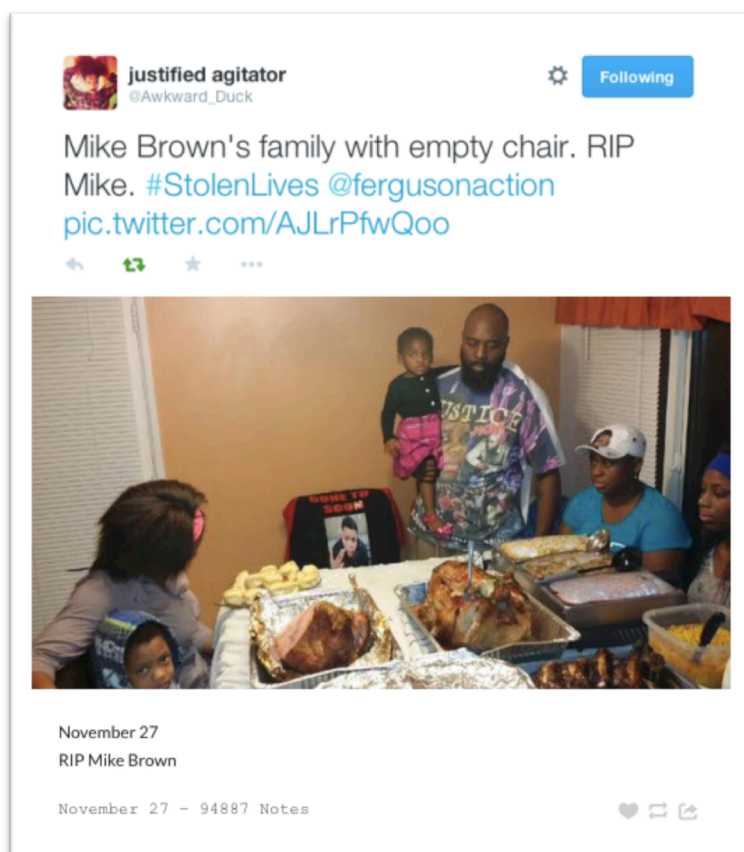 justified agitator
@Awkward_Duck
Following
Mike Brown's family with empty chair. RIP
Mike. #StolenLives @fergusonaction
pic.twitter.com/AJLrPfwQoo
JUSTICE
GONE TO
SOON
November 27
RIP Mike Brown
November 27 – 94887 Notes